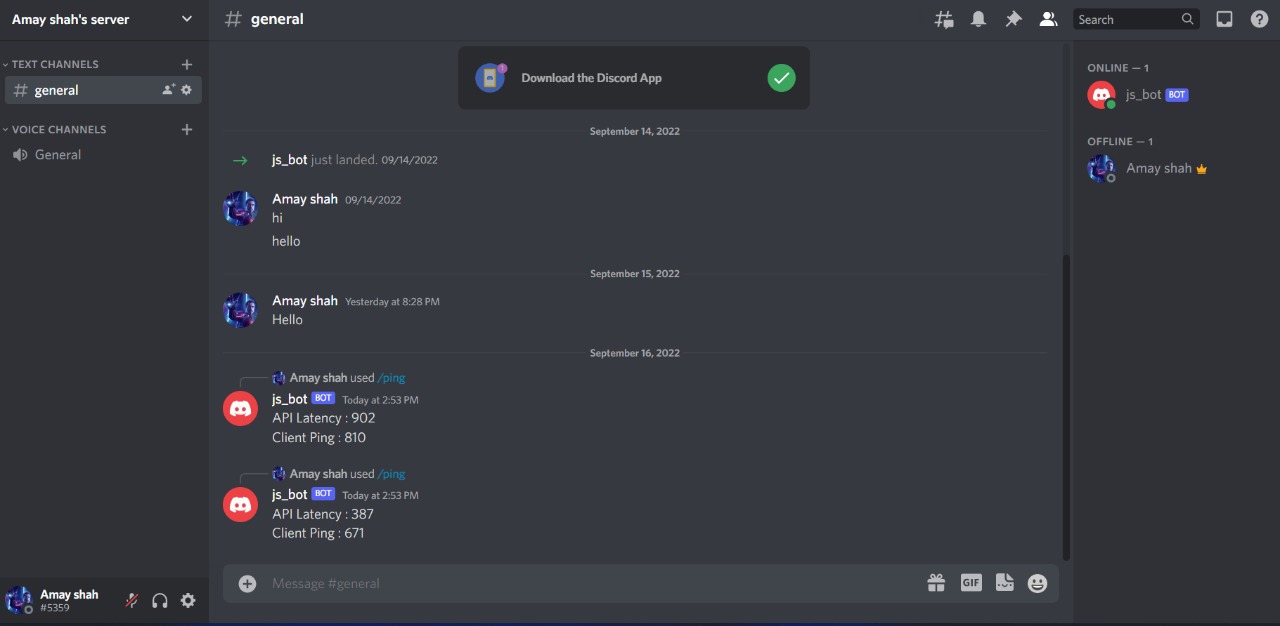 Amay shah's server
# general
Search
TEXT CHANNELS
# general
VOICE CHANNELS
General
Download the Discord App
September 14, 2022
js_bot just landed. 09/14/2022
Amay shah 09/14/2022
hi
hello
September 15, 2022
Amay shah Yesterday at 8:28 PM
Hello
September 16, 2022
Amay shah used /ping
js_bot BOT Today at 2:53 PM
API Latency : 902
Client Ping : 810
Amay shah used /ping
js_bot BOT Today at 2:53 PM
API Latency : 387
Client Ping : 671
Message #general
GIF
Amay shah
#5359
ONLINE — 1
js_bot BOT
OFFLINE — 1
Amay shah